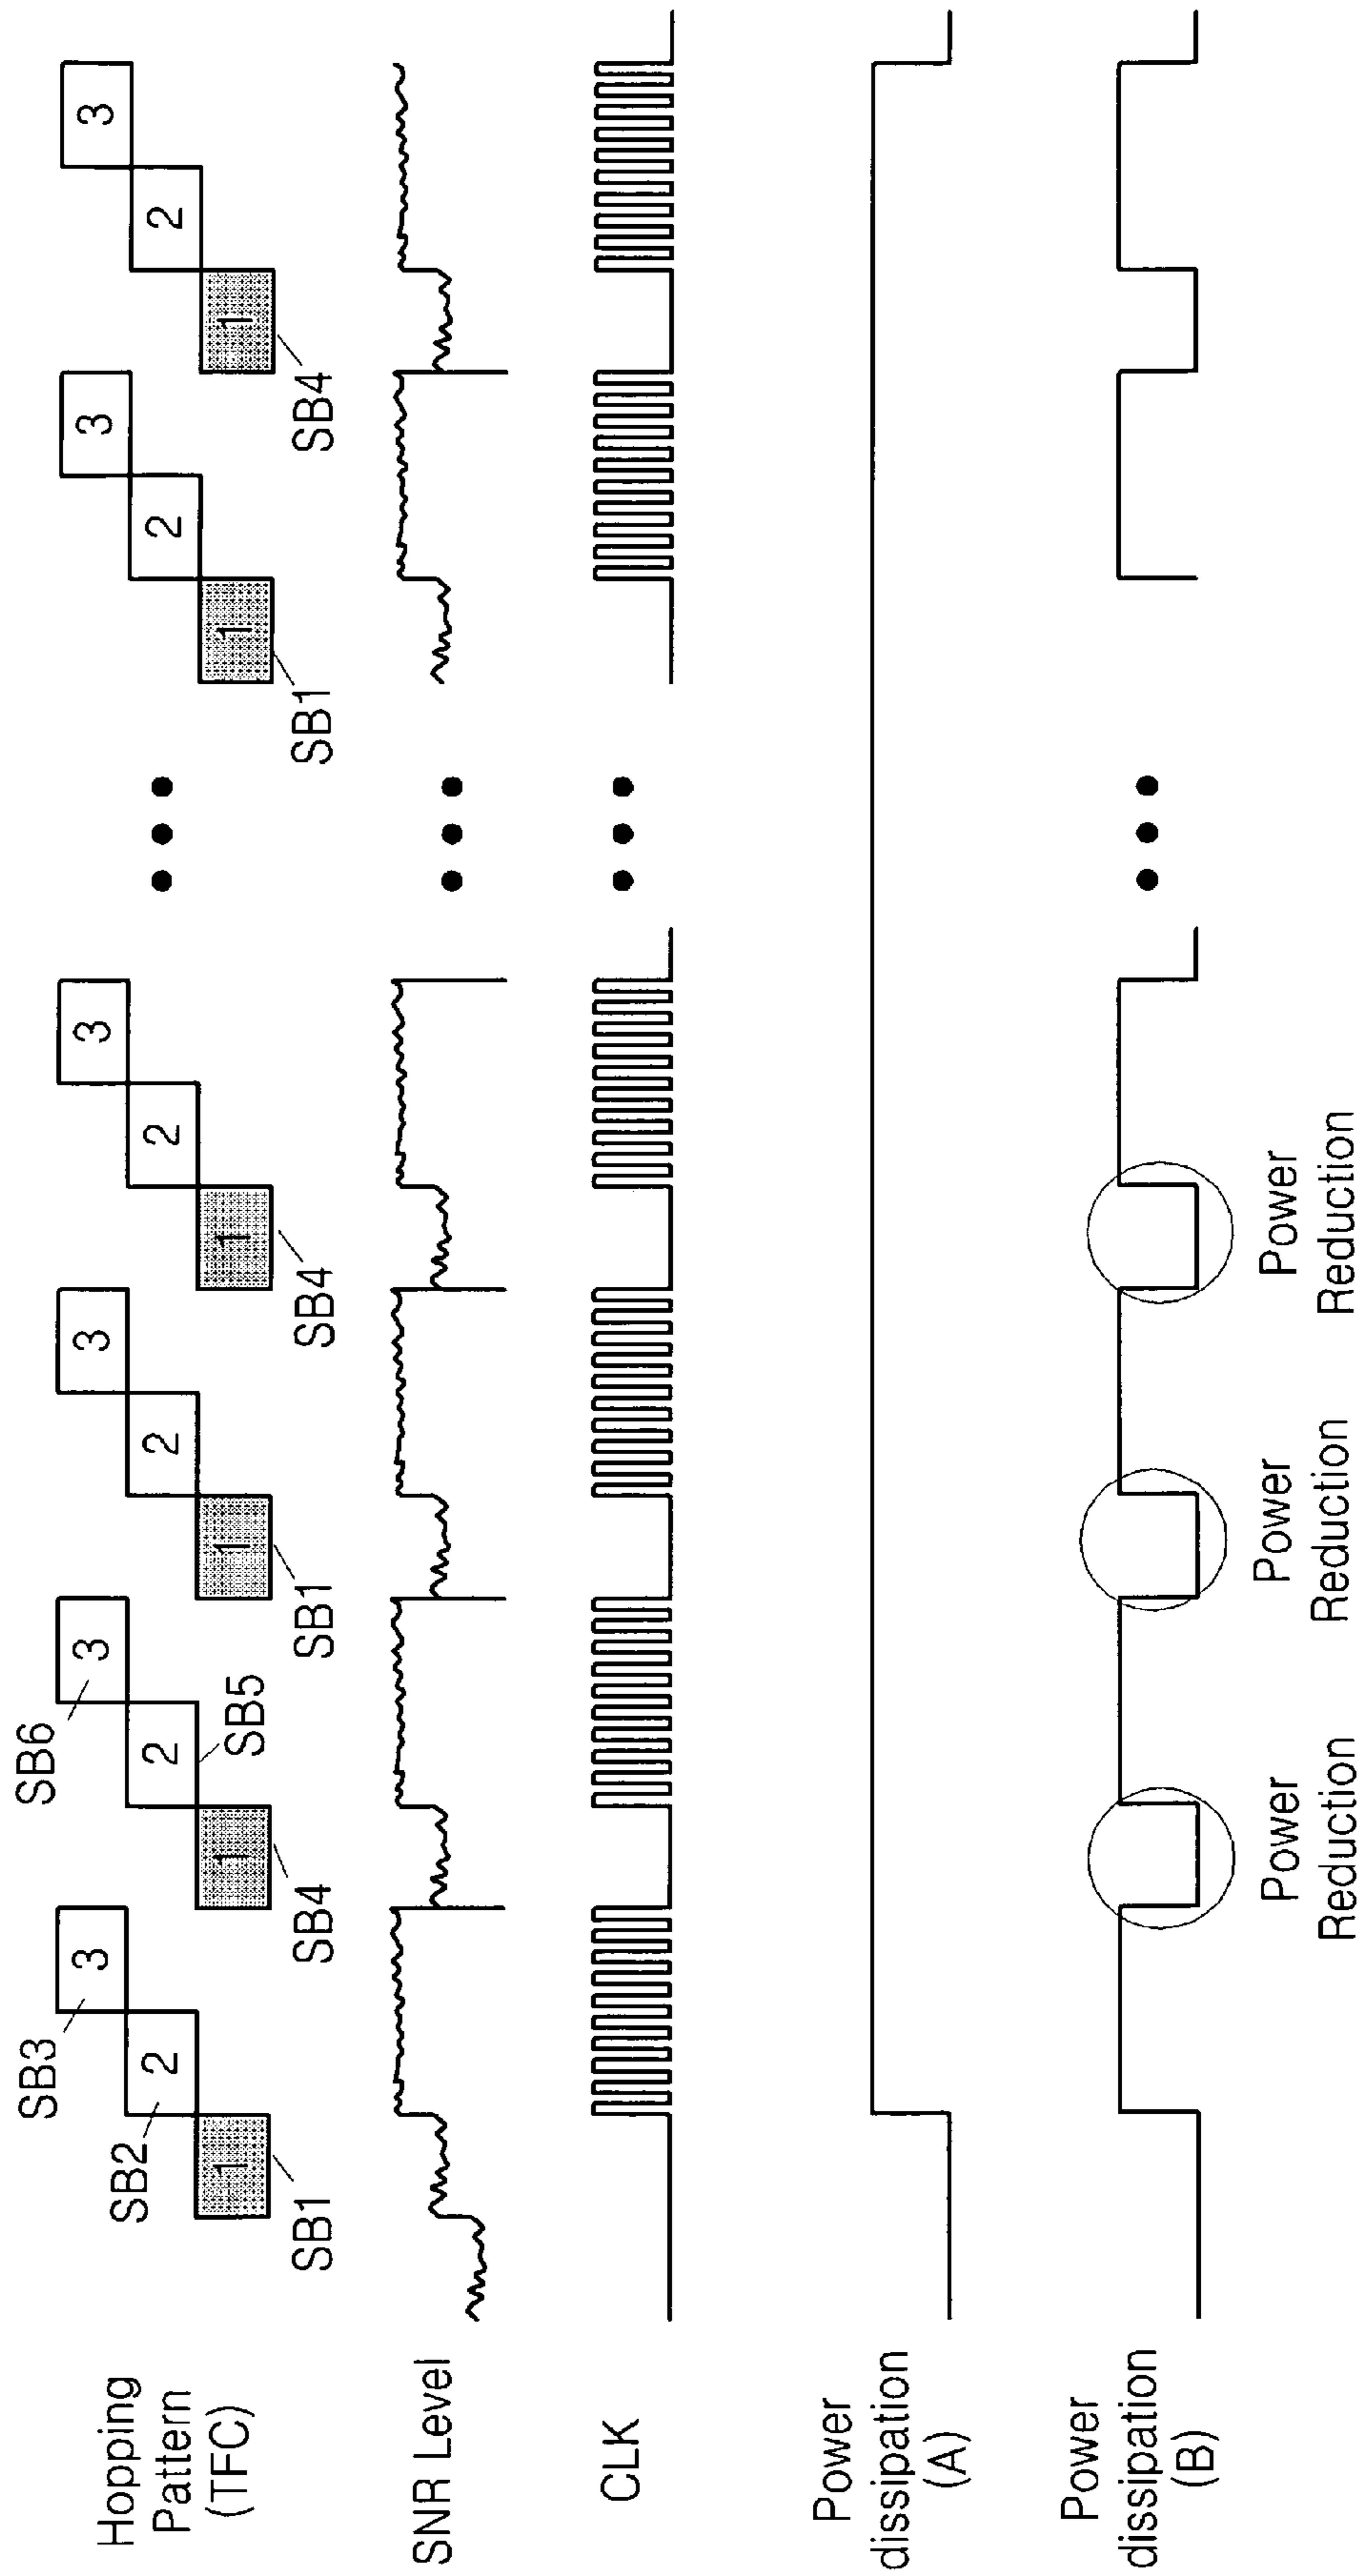 SB3
SB6
3 3 3 3 3 3
Hopping
Pattern
(TFC)
SB2
2 2 2 2 2 2
SB5
1 1 1 1 1 1
SB1 SB4 SB1 SB4 SB1 SB4
SNR Level
CLK
Power
dissipation
(A)
Power
dissipation
(B)
Power
Reduction
Power
Reduction
Power
Reduction